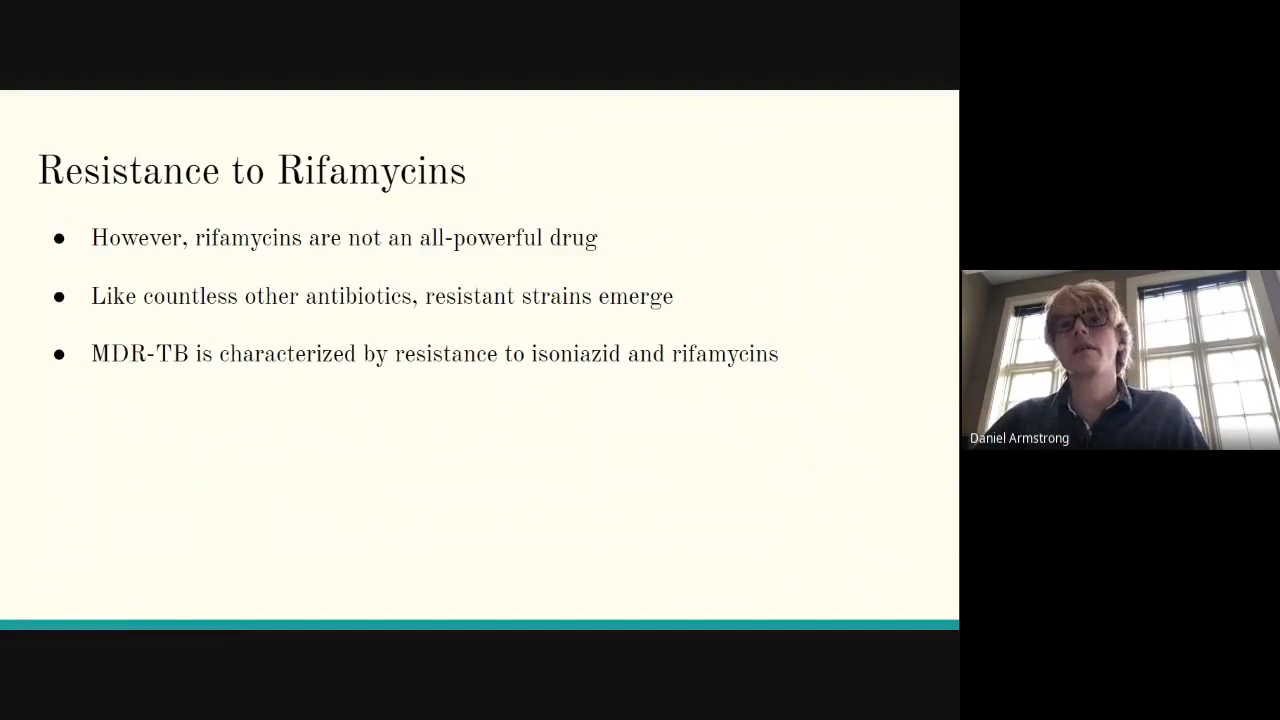 Resistance to Rifamycins
● However, rifamycins are not an all-powerful drug
● Like countless other antibiotics, resistant strains emerge
● MDR-TB is characterized by resistance to isoniazid and rifamycins
Daniel Armstrong